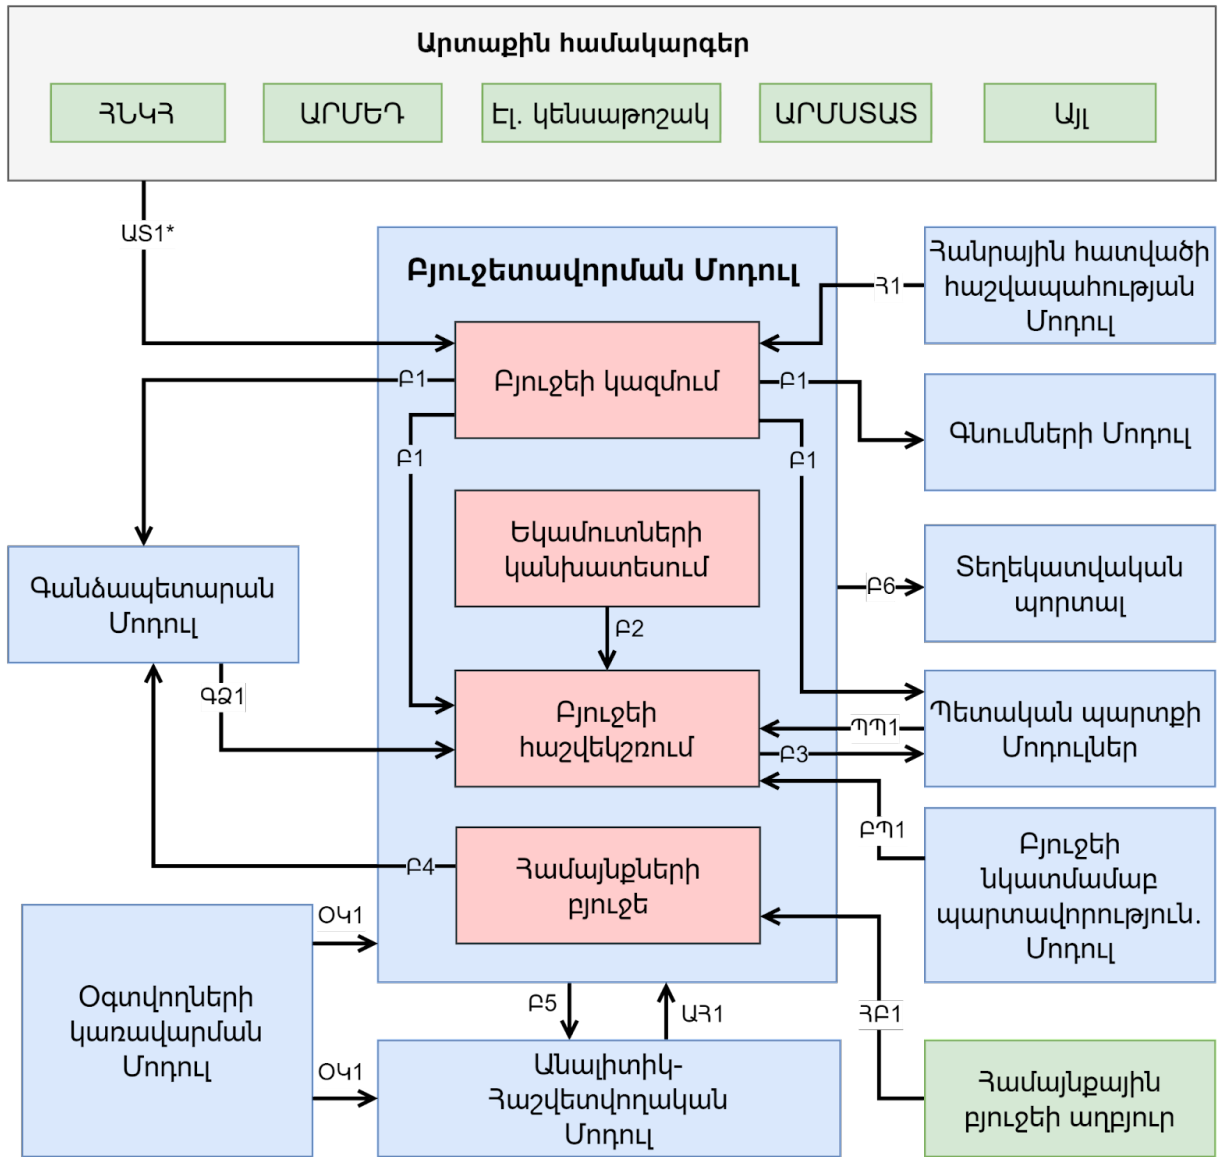 Արտաքին համակարգեր
ՀՆԿՀ
ԱՐՄԵԴ
Էլ. կենսաթոշակ
ԱՐՄՍՏԱՏ
Այլ
ԱՏ1*
Բյուջետավորման Մոդուլ
Հ1
Հանրային հատվածի
հաշվապահության
Մոդուլ
Բյուջեի կազմում
Բ1
Բ1
Բ1
Բ1
Գնումների Մոդուլ
Եկամուտների
կանխատեսում
Բ2
Գանձապետարան
Մոդուլ
ԳՁ1
Բ6
Տեղեկատվական
պորտալ
Բյուջեի
հաշվեկշռում
ՊՊ1
Բ3
Պետական պարտքի
Մոդուլներ
ԲՊ1
Բյուջեի
նկատմամաբ
պարտավորություն.
Մոդուլ
Համայնքների
բյուջե
Բ4
Օգտվողների
կառավարման
Մոդուլ
ՕԿ1
ՕԿ1
Բ5
ԱՀ1
ՀԲ1
Անալիտիկ-
Հաշվետվողական
Մոդուլ
Համայնքային
բյուջեի աղբյուր